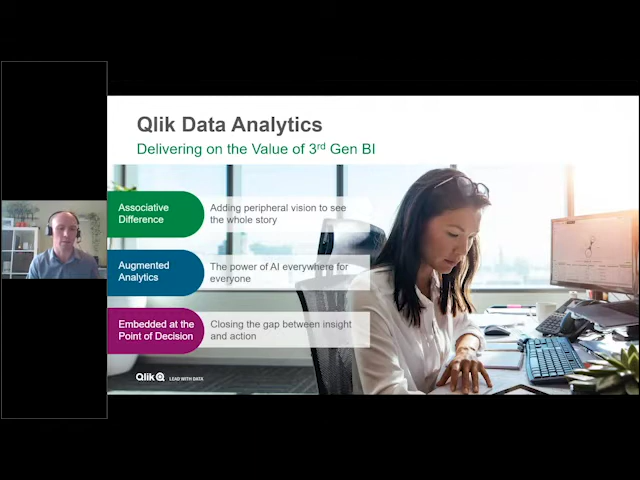 Qlik Data Analytics
Delivering on the Value of 3rd Gen BI
Associative
Difference
Adding peripheral vision to see
the whole story
Augmented
Analytics
The power of AI everywhere for
everyone
Embedded at the
Point of Decision
Closing the gap between insight
and action
Qlik LEAD WITH DATA